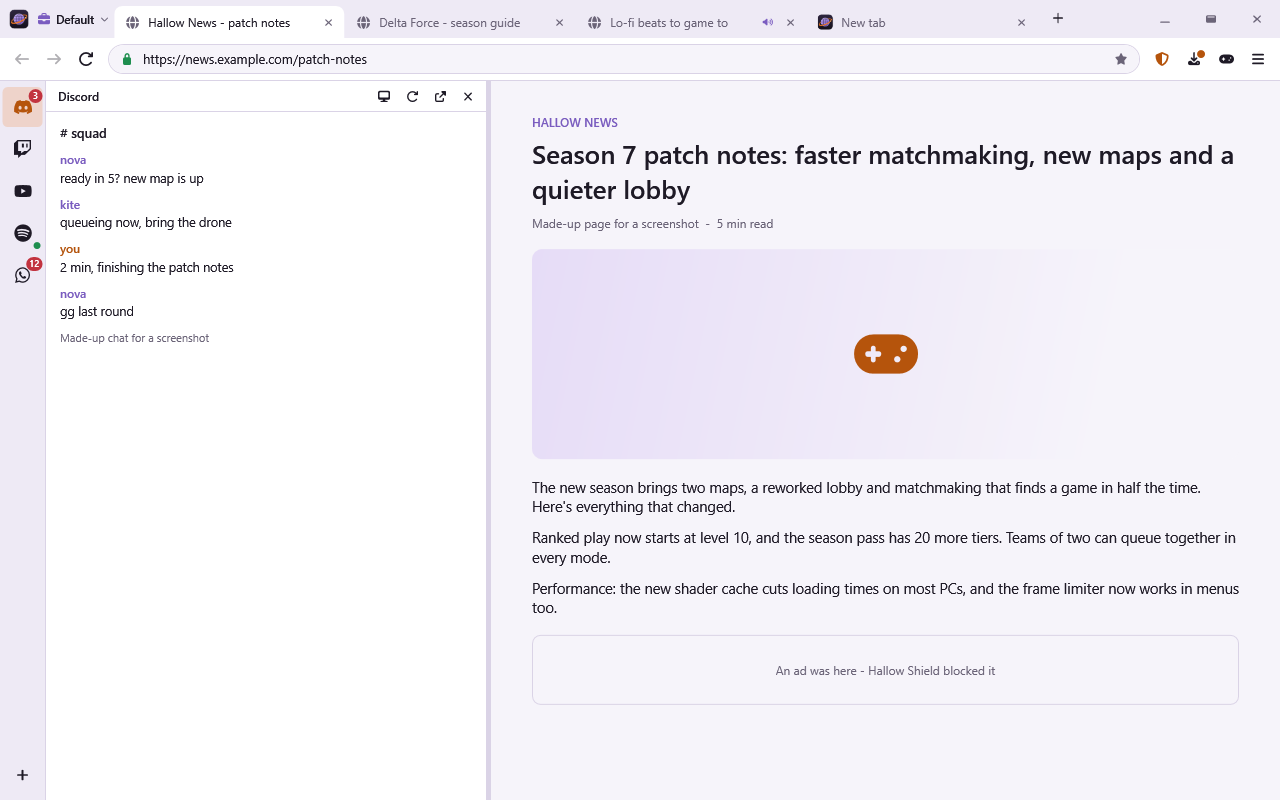 Default
Hallow News - patch notes
Delta Force - season guide
Lo-fi beats to game to
New tab
https://news.example.com/patch-notes
3
12
Discord
# squad
nova
ready in 5? new map is up
kite
queueing now, bring the drone
you
2 min, finishing the patch notes
nova
gg last round
Made-up chat for a screenshot
HALLOW NEWS
Season 7 patch notes: faster matchmaking, new maps and a
quieter lobby
Made-up page for a screenshot - 5 min read
The new season brings two maps, a reworked lobby and matchmaking that finds a game in half the time.
Here's everything that changed.
Ranked play now starts at level 10, and the season pass has 20 more tiers. Teams of two can queue together in
every mode.
Performance: the new shader cache cuts loading times on most PCs, and the frame limiter now works in menus
too.
An ad was here - Hallow Shield blocked it